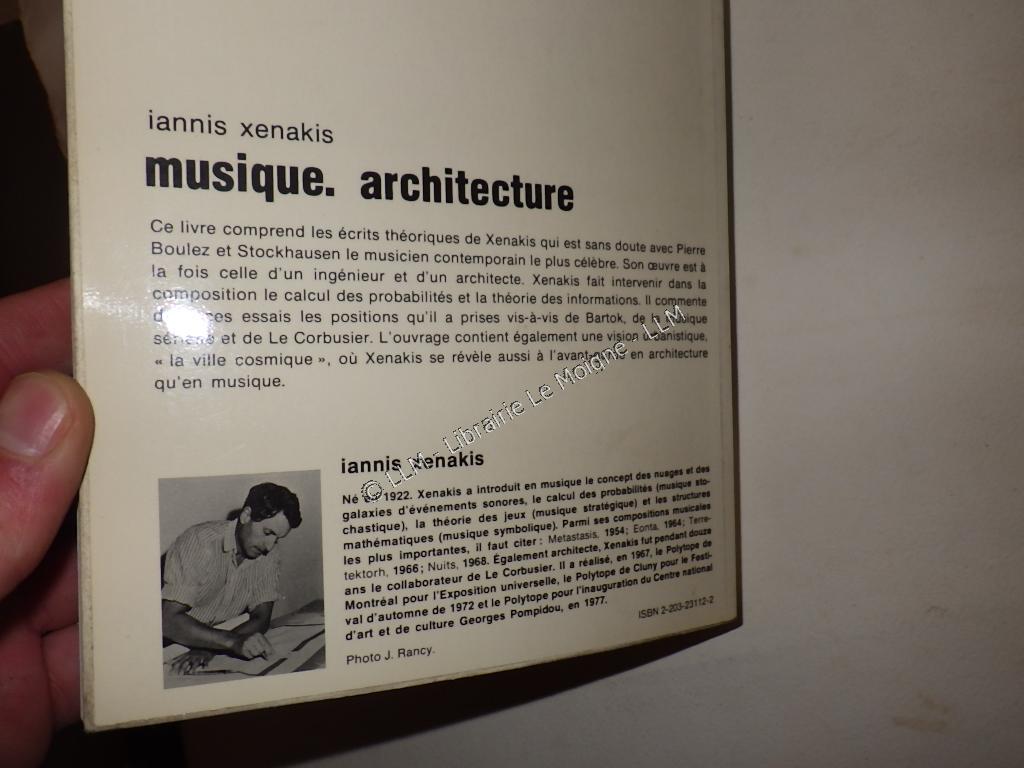 iannis xenakis
musique. architecture
Ce livre comprend les écrits théoriques de Xenakis qui est sans doute avec Pierre
Boulez et Stockhausen le musicien contemporain le plus célèbre. Son œuvre est à
la fois celle d'un ingénieur et d'un architecte. Xenakis fait intervenir dans la
composition le calcul des probabilités et la théorie des informations. Il commente
ces essais les positions qu'il a prises vis-à-vis de Bartok, de la musique
sérielle et de Le Corbusier. L'ouvrage contient également une vision urbanistique,
« la ville cosmique », où Xenakis se révèle aussi à l'avant-garde en architecture
qu'en musique.
iannis xenakis
Né en 1922. Xenakis a introduit en musique le concept des nuages et des
galaxies d'événements sonores, le calcul des probabilités (musique sto-
chastique), la théorie des jeux (musique stratégique) et les structures
mathématiques (musique symbolique). Parmi ses compositions musicales
les plus importantes, il faut citer : Metastasis, 1954 ; Eonta, 1964 ; Terre-
tektorh, 1966 ; Nuits, 1968. Également architecte, Xenakis fut pendant douze
ans le collaborateur de Le Corbusier. Il a réalisé, en 1967, le Polytope de
Montréal pour l'Exposition universelle, le Polytope de Cluny pour le Festi-
val d'automne de 1972 et le Polytope pour l'inauguration du Centre national
d'art et de culture Georges Pompidou, en 1977.
ISBN 2-203-23112-2
Photo J. Rancy.
© LLM - Librairie Le Moigne - LLM